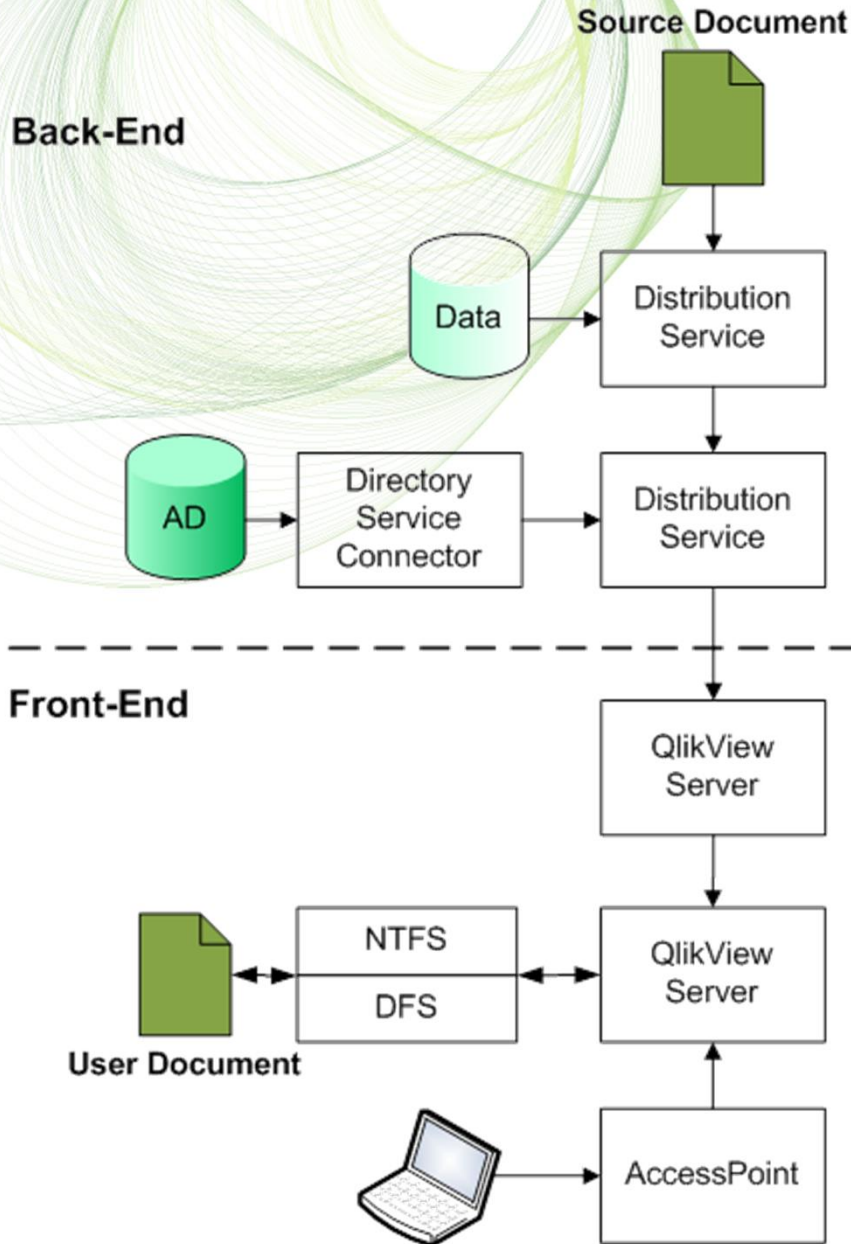 Source Document
Back-End
Data
Distribution
Service
AD
Directory
Service
Connector
Distribution
Service
Front-End
QlikView
Server
NTFS
DFS
QlikView
Server
User Document
AccessPoint